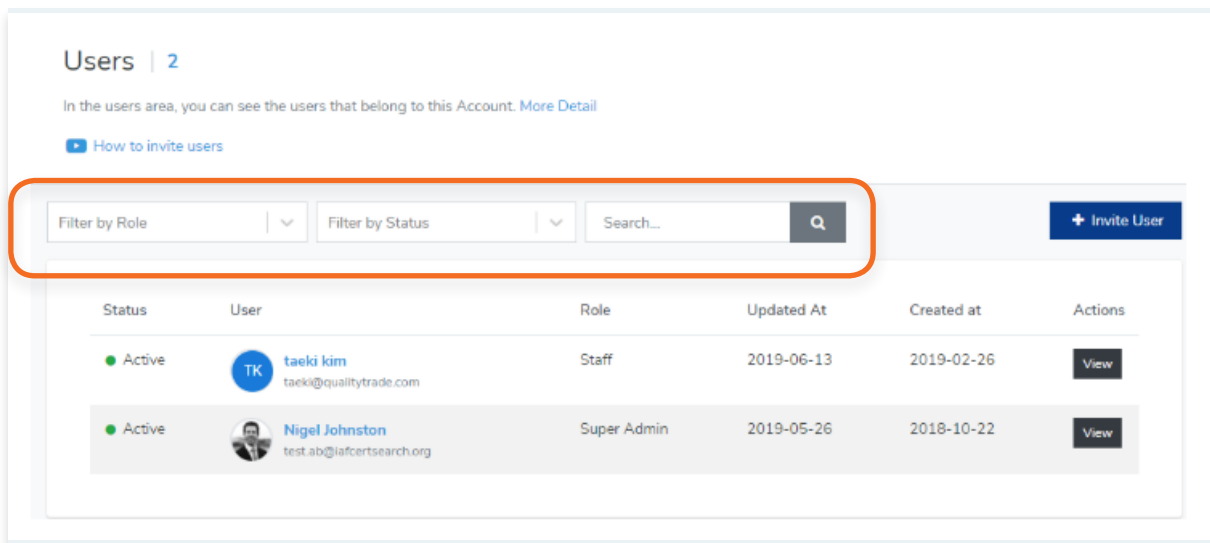 Users | 2
In the users area, you can see the users that belong to this Account. More Detail
How to invite users
Filter by Role Filter by Status Search... + Invite User
Status User Role Updated At Created at Actions
Active TK taeki kim Staff 2019-06-13 2019-02-26 View
taeki@qualitytrade.com
Active Nigel Johnston Super Admin 2019-05-26 2018-10-22 View
test.ab@iafcertsearch.org